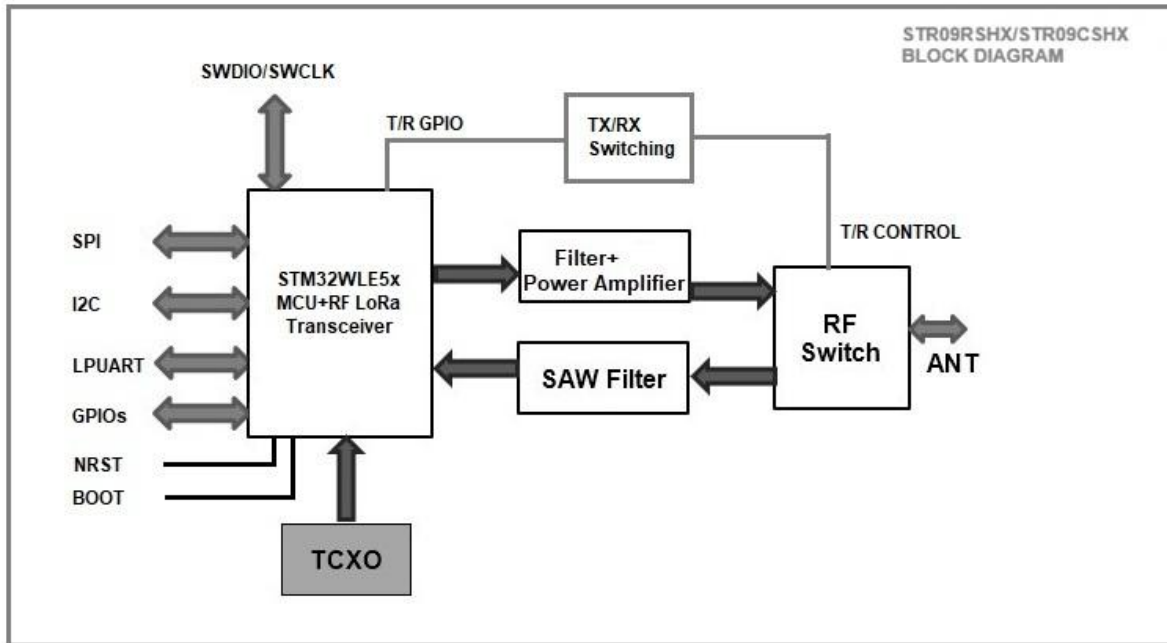 STR09RSHX/STR09CSHX
BLOCK DIAGRAM
SWDIO/SWCLK
T/R GPIO
TX/RX
Switching
SPI
I2C
LPUART
GPIOs
NRST
BOOT
STM32WLE5x
MCU+RF LoRa
Transceiver
Filter+
Power Amplifier
T/R CONTROL
RF
Switch
ANT
SAW Filter
TCXO